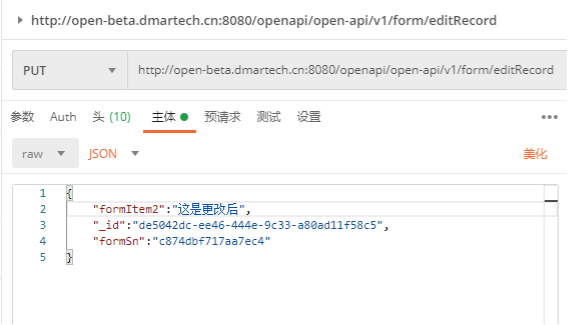 http://open-beta.dmartech.cn:8080/openapi/open-api/v1/form/editRecord
PUT http://open-beta.dmartech.cn:8080/openapi/open-api/v1/form/editRecord
参数 Auth 头 (10) 主体 预请求 测试 设置
raw JSON 美化
1 {
2 "formItem2":"这是更改后",
3 "_id":"de5042dc-ee46-444e-9c33-a80ad11f58c5",
4 "formSn":"c874dbf717aa7ec4"
5 }